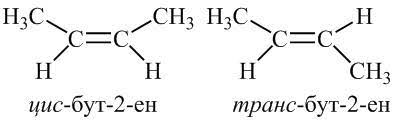 H₃C CH₃ H
C=C H₃C C=C
H H H CH₃
цис-бут-2-ен транс-бут-2-ен